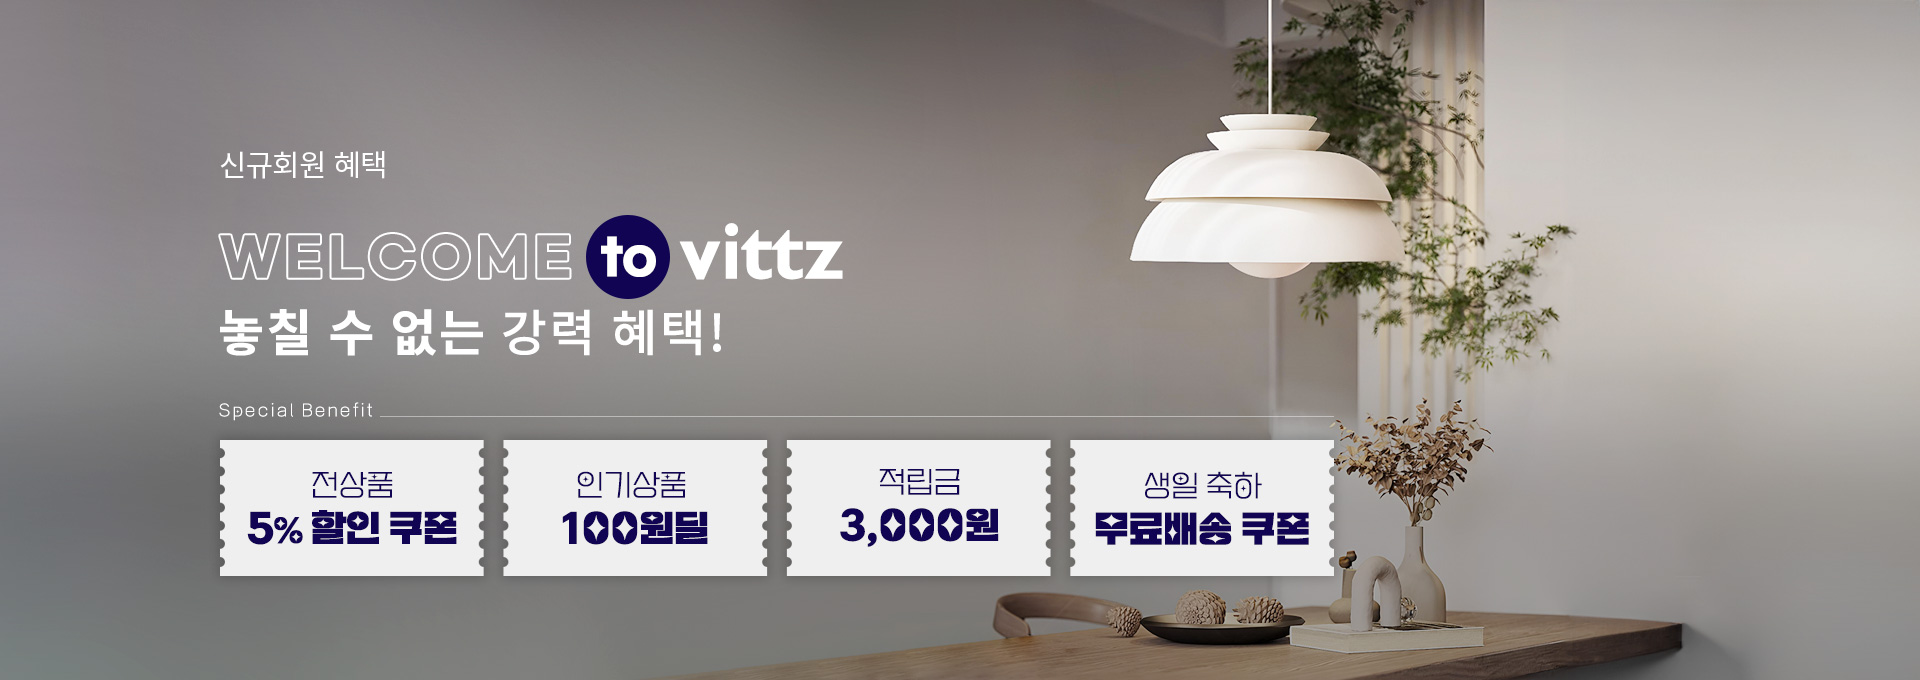 신규회원 혜택
WELCOME to vittz
놓칠 수 없는 강력 혜택!
Special Benefit
전상품
5% 할인 쿠폰
인기상품
100원딜
적립금
3,000원
생일 축하
무료배송 쿠폰